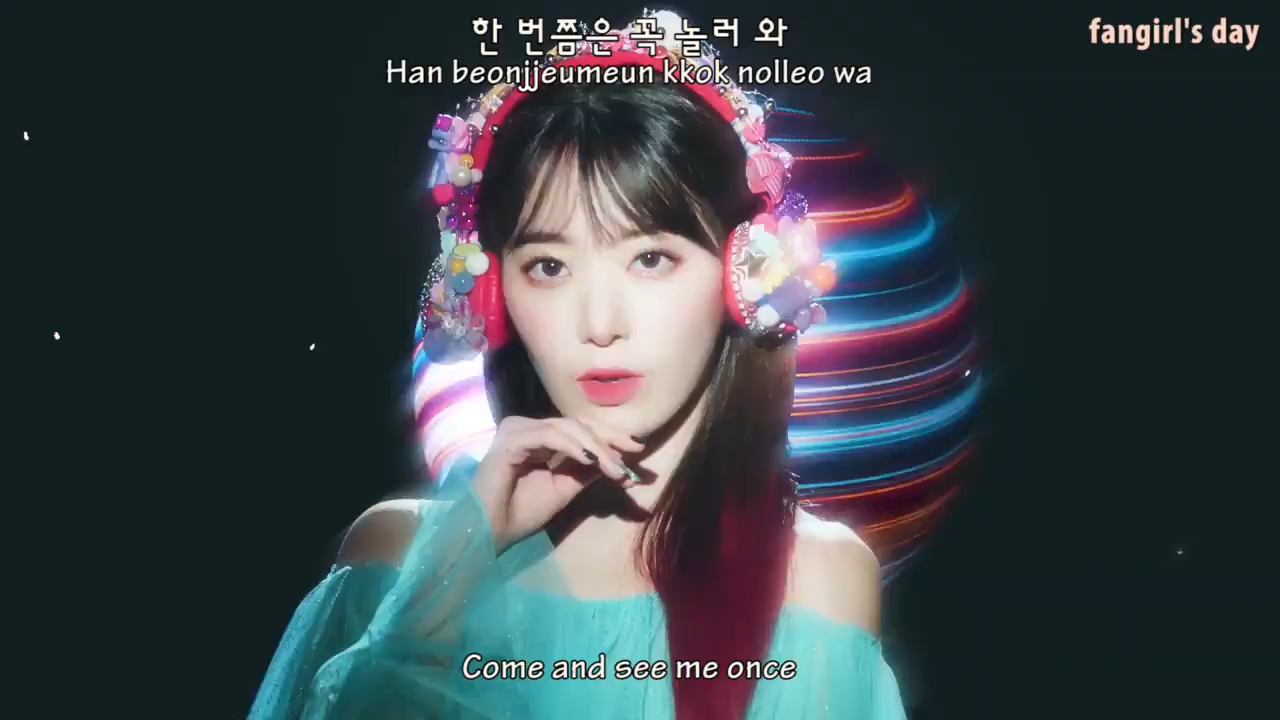 한 번쯤은 꼭 놀러 와
fangirl's day
Han beonjjeumeun kkok nolleo wa
Come and see me once